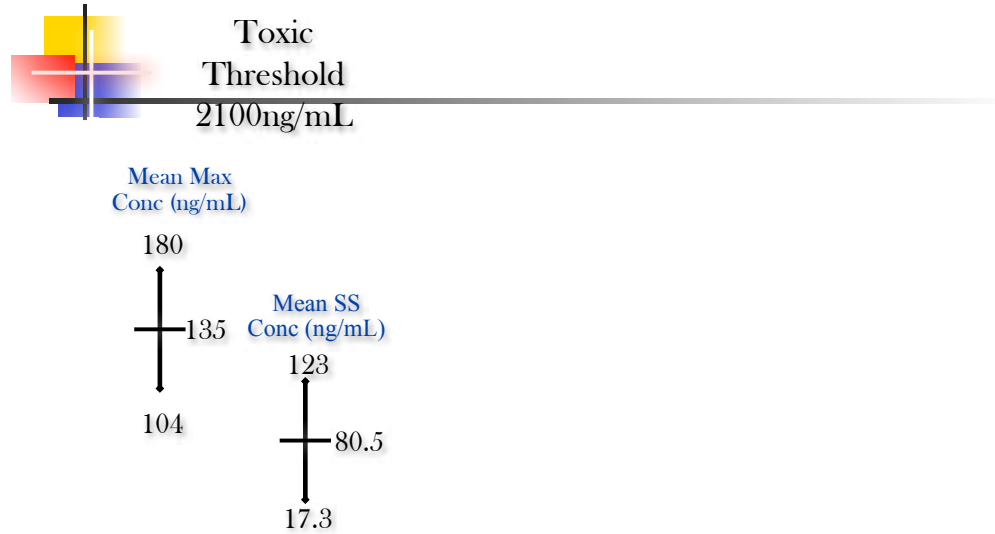 Toxic
Threshold
2100ng/mL
Mean Max
Conc (ng/mL)
180
135
104
Mean SS
Conc (ng/mL)
123
80.5
17.3